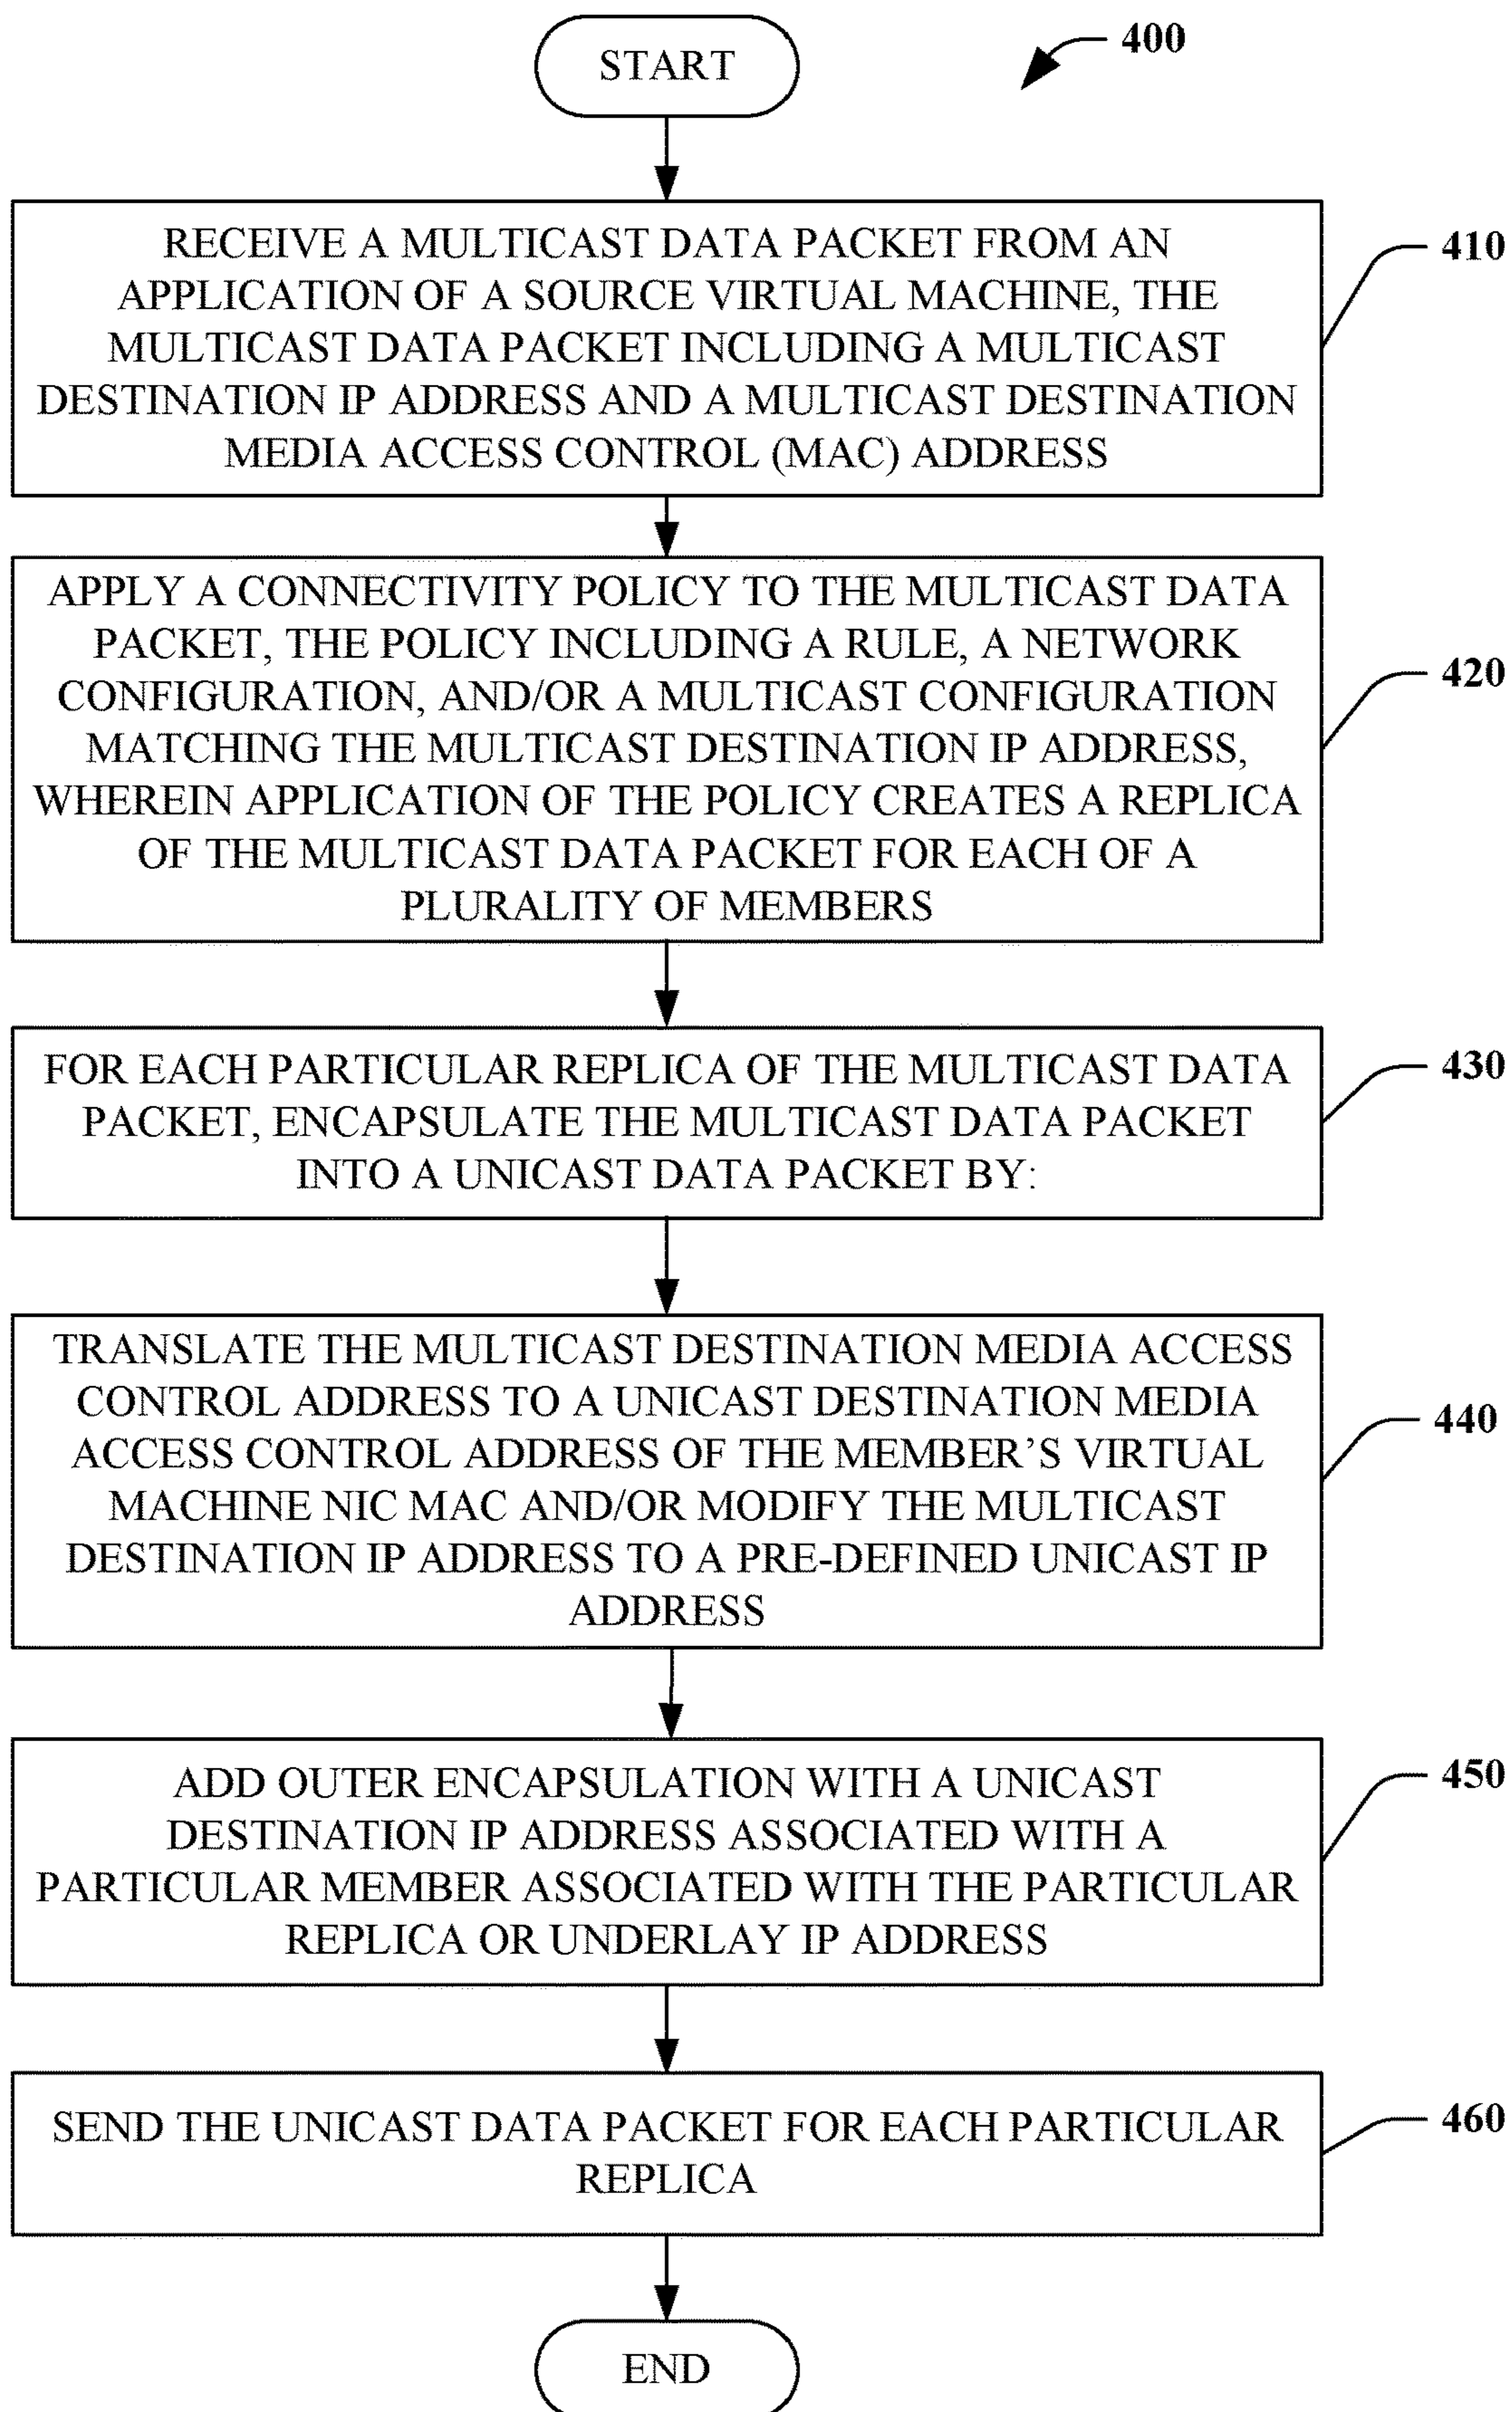 START
400
RECEIVE A MULTICAST DATA PACKET FROM AN
APPLICATION OF A SOURCE VIRTUAL MACHINE, THE
MULTICAST DATA PACKET INCLUDING A MULTICAST
DESTINATION IP ADDRESS AND A MULTICAST DESTINATION
MEDIA ACCESS CONTROL (MAC) ADDRESS
410
APPLY A CONNECTIVITY POLICY TO THE MULTICAST DATA
PACKET, THE POLICY INCLUDING A RULE, A NETWORK
CONFIGURATION, AND/OR A MULTICAST CONFIGURATION
MATCHING THE MULTICAST DESTINATION IP ADDRESS,
WHEREIN APPLICATION OF THE POLICY CREATES A REPLICA
OF THE MULTICAST DATA PACKET FOR EACH OF A
PLURALITY OF MEMBERS
420
FOR EACH PARTICULAR REPLICA OF THE MULTICAST DATA
PACKET, ENCAPSULATE THE MULTICAST DATA PACKET
INTO A UNICAST DATA PACKET BY:
430
TRANSLATE THE MULTICAST DESTINATION MEDIA ACCESS
CONTROL ADDRESS TO A UNICAST DESTINATION MEDIA
ACCESS CONTROL ADDRESS OF THE MEMBER’S VIRTUAL
MACHINE NIC MAC AND/OR MODIFY THE MULTICAST
DESTINATION IP ADDRESS TO A PRE-DEFINED UNICAST IP
ADDRESS
440
ADD OUTER ENCAPSULATION WITH A UNICAST
DESTINATION IP ADDRESS ASSOCIATED WITH A
PARTICULAR MEMBER ASSOCIATED WITH THE PARTICULAR
REPLICA OR UNDERLAY IP ADDRESS
450
SEND THE UNICAST DATA PACKET FOR EACH PARTICULAR
REPLICA
460
END